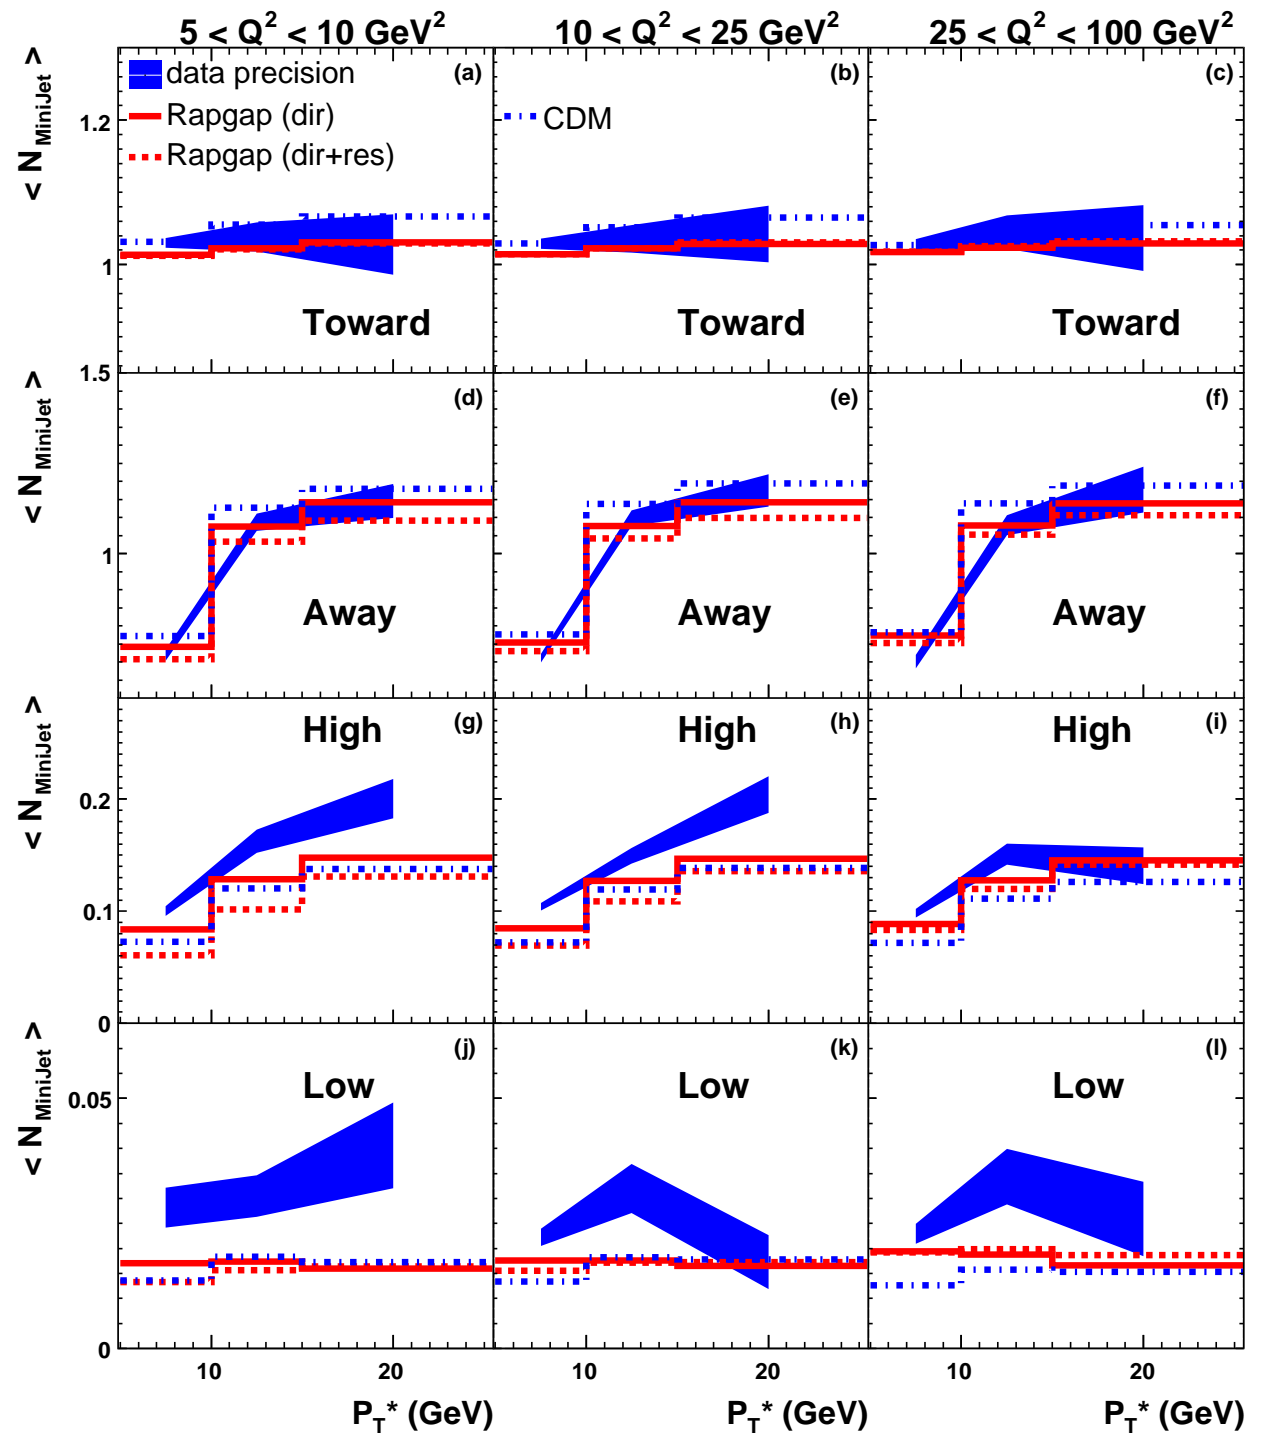 5 < Q² < 10 GeV² 10 < Q² < 25 GeV² 25 < Q² < 100 GeV²
< N_MiniJet >
data precision (a) (b) (c)
Rapgap (dir) CDM
1.2
Rapgap (dir+res)
1
Toward Toward Toward
1.5
< N_MiniJet >
(d) (e) (f)
1
Away Away Away
< N_MiniJet >
High (g) High (h) High (i)
0.2
0.1
0
< N_MiniJet >
(j) (k) (l)
Low Low Low
0.05
0
10 20 10 20 10 20
P_T* (GeV) P_T* (GeV) P_T* (GeV)